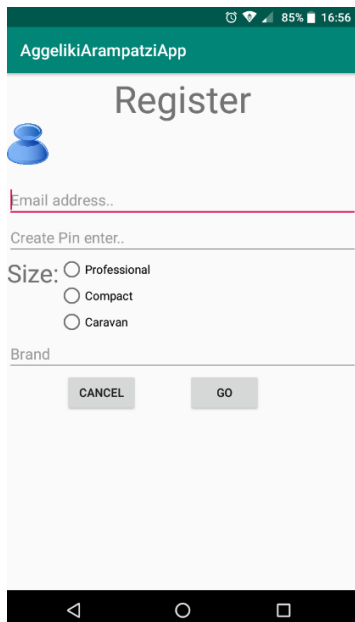 85% 16:56
AggelikiArampatziApp
Register
Email address..
Create Pin enter..
Size: Professional
Compact
Caravan
Brand
CANCEL GO